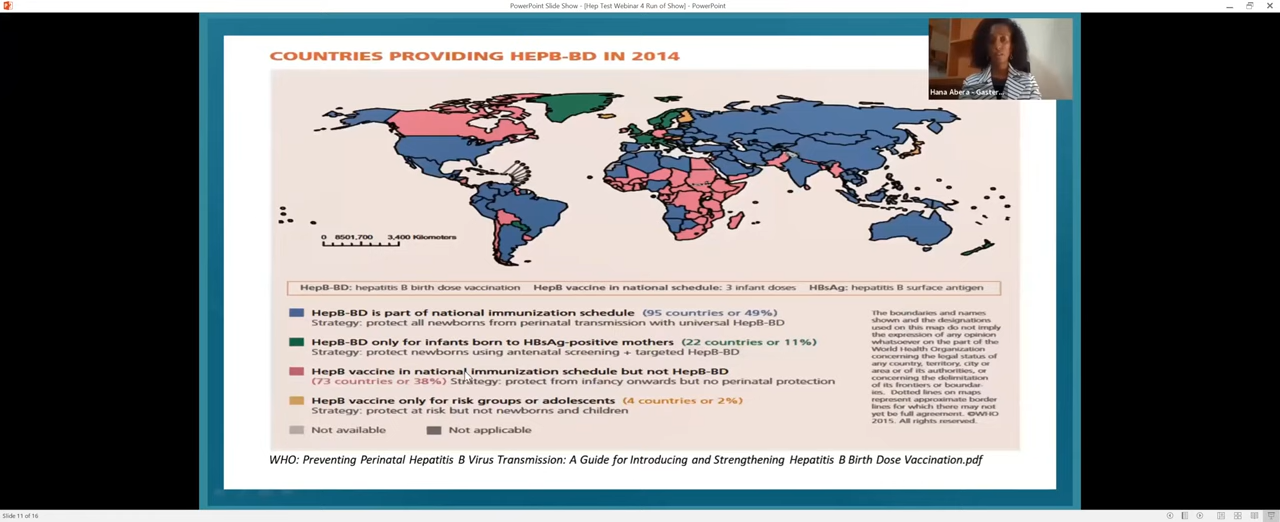 PowerPoint Slide Show - [Hep Test Webinar 4 Run of Show] - PowerPoint
COUNTRIES PROVIDING HEPB-BD IN 2014
Hana Abera - Gaster...
0 8501,700 3,400 Kilometers
HepB-BD: hepatitis B birth dose vaccination HepB vaccine in national schedule: 3 infant doses HBsAg: hepatitis B surface antigen
HepB-BD is part of national immunization schedule (95 countries or 49%)
Strategy: protect all newborns from perinatal transmission with universal HepB-BD
HepB-BD only for infants born to HBsAg-positive mothers (22 countries or 11%)
Strategy: protect newborns using antenatal screening + targeted HepB-BD
HepB vaccine in national immunization schedule but not HepB-BD
(73 countries or 38%) Strategy: protect from infancy onwards but no perinatal protection
HepB vaccine only for risk groups or adolescents (4 countries or 2%)
Strategy: protect at risk but not newborns and children
Not available Not applicable
The boundaries and names
shown and the designations
used on this map do not imply
the expression of any opinion
whatsoever on the part of the
World Health Organization
concerning the legal status of
any country, territory, city or
area or of its authorities, or
concerning the delimitation
of its frontiers or boundar-
ies. Dotted lines on maps
represent approximate border
lines for which there may not
yet be full agreement. ©WHO
2015. All rights reserved.
WHO: Preventing Perinatal Hepatitis B Virus Transmission: A Guide for Introducing and Strengthening Hepatitis B Birth Dose Vaccination.pdf
Slide 11 of 16